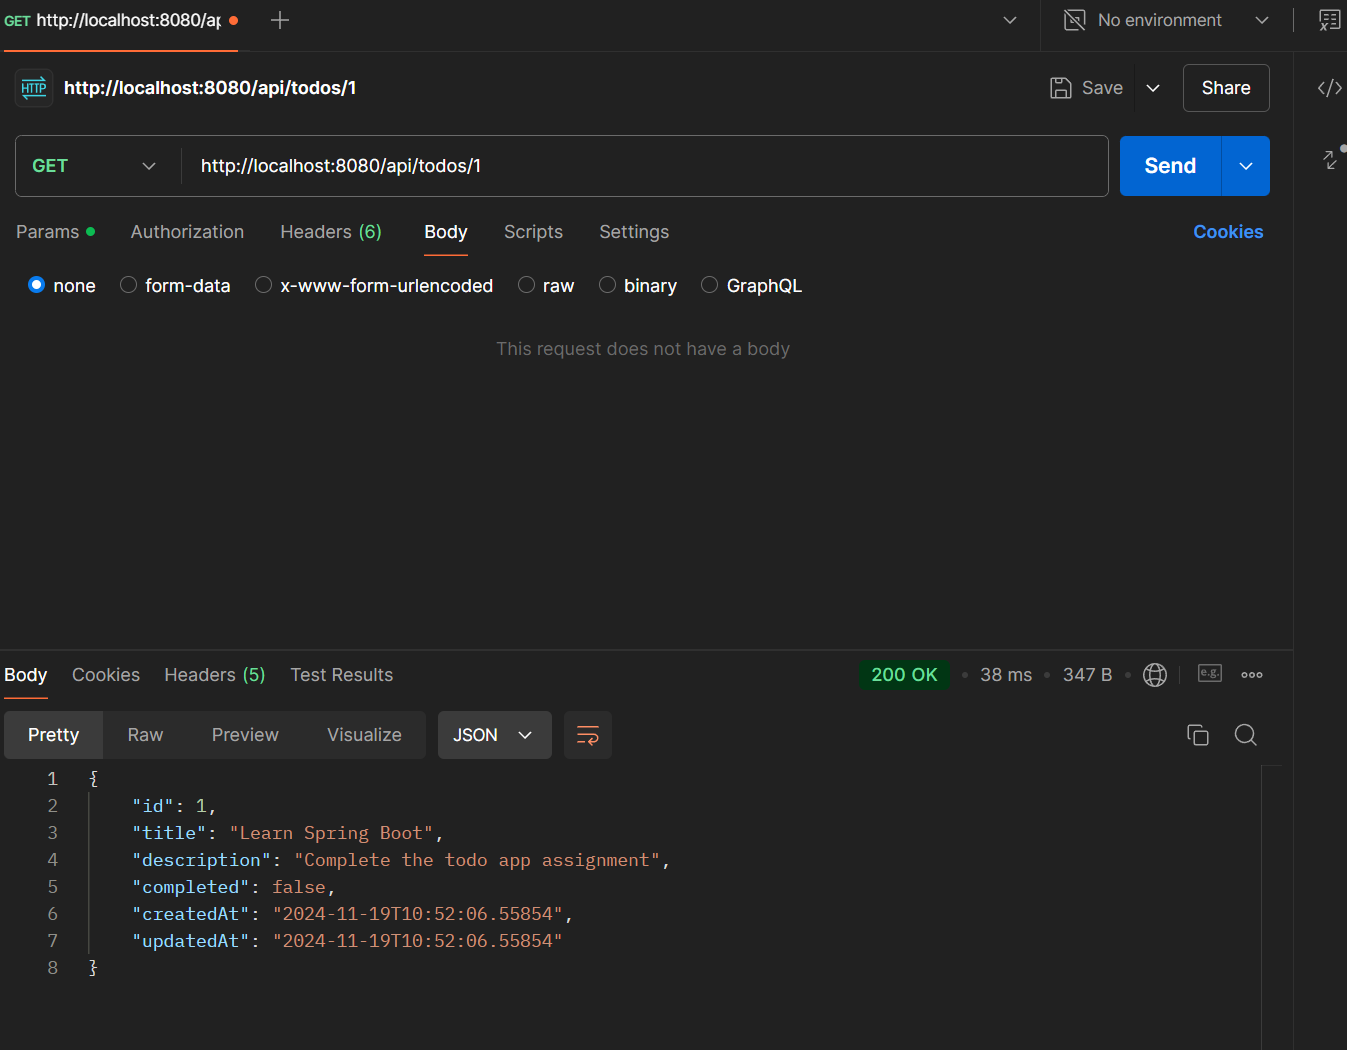 GET http://localhost:8080/ap
No environment
HTTP http://localhost:8080/api/todos/1
Save
Share
GET http://localhost:8080/api/todos/1
Send
Params Authorization Headers (6) Body Scripts Settings Cookies
none form-data x-www-form-urlencoded raw binary GraphQL
This request does not have a body
Body Cookies Headers (5) Test Results 200 OK 38 ms 347 B e.g.
Pretty Raw Preview Visualize JSON
1 {
2 "id": 1,
3 "title": "Learn Spring Boot",
4 "description": "Complete the todo app assignment",
5 "completed": false,
6 "createdAt": "2024-11-19T10:52:06.55854",
7 "updatedAt": "2024-11-19T10:52:06.55854"
8 }